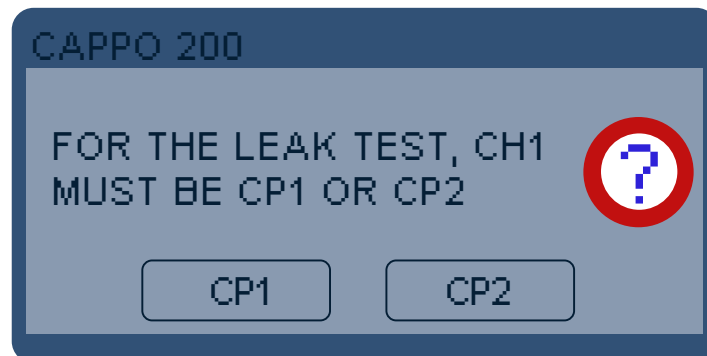 CAPPO 200
FOR THE LEAK TEST, CH1
MUST BE CP1 OR CP2
?
CP1 CP2